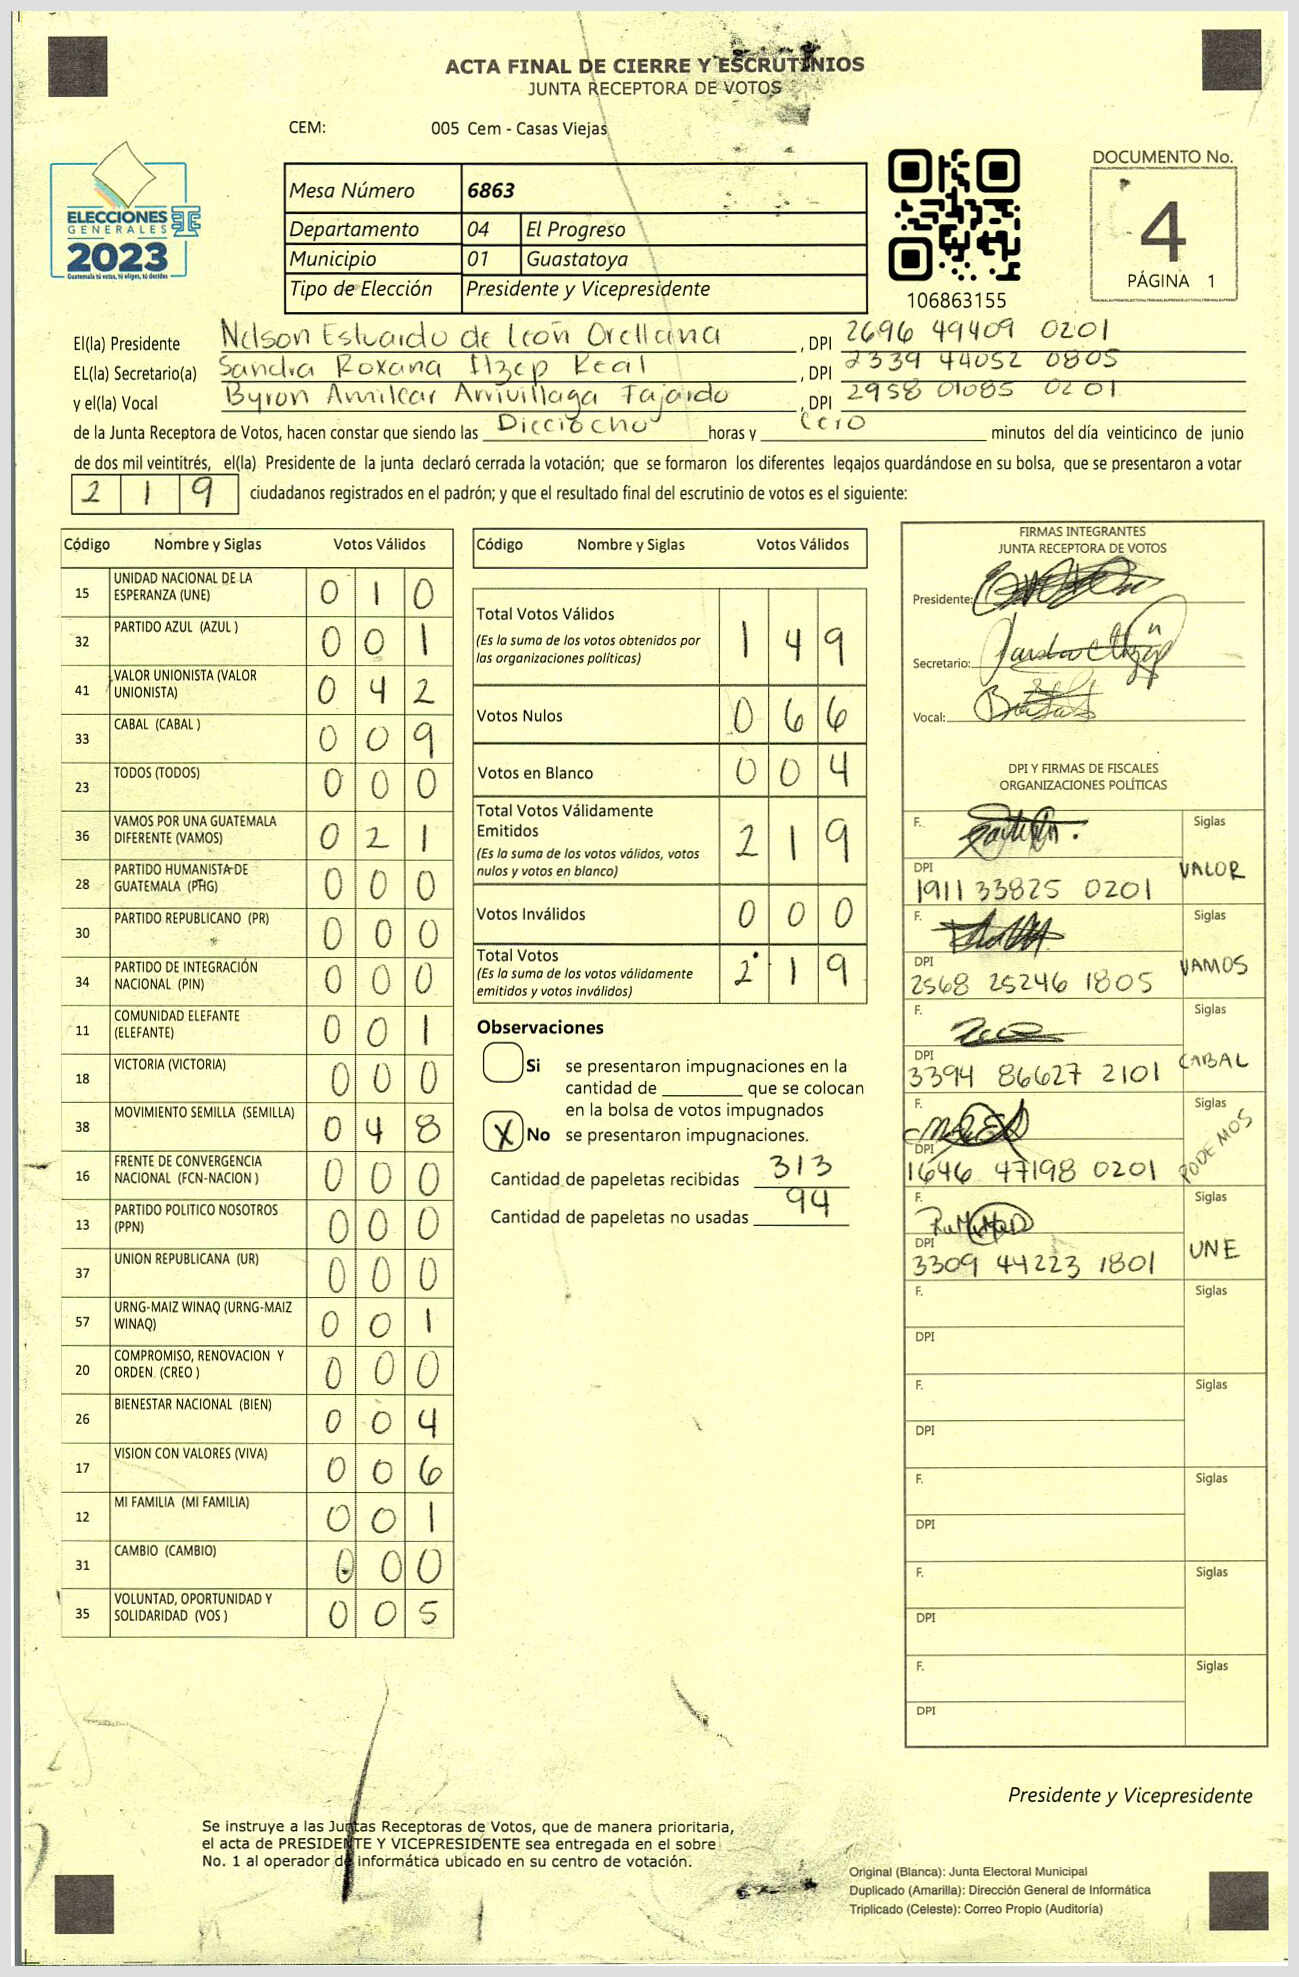 ACTA FINAL DE CIERRE Y ESCRUTINIOS
JUNTA RECEPTORA DE VOTOS
CEM: 005 Cem - Casas Viejas
ELECCIONES
GENERALES
2023
Guatemala tú votas, tú eliges, tú decides
Mesa Número 6863
Departamento 04 El Progreso
Municipio 01 Guastatoya
Tipo de Elección Presidente y Vicepresidente
106863155
DOCUMENTO No.
4
PÁGINA 1
El(la) Presidente Nelson Estuardo de León Orellana, DPI 2696 49409 0201
EL(la) Secretario(a) Sandra Roxana Itzep Real, DPI 2339 44052 0805
y el(la) Vocal Byron Amilcar Arrivillaga Fajardo, DPI 2958 01085 0201
de la Junta Receptora de Votos, hacen constar que siendo las Dieciocho horas y cero minutos del día veinticinco de junio
de dos mil veintitrés, el(la) Presidente de la junta declaró cerrada la votación; que se formaron los diferentes legajos guardándose en su bolsa, que se presentaron a votar
2 1 9 ciudadanos registrados en el padrón; y que el resultado final del escrutinio de votos es el siguiente:
Código Nombre y Siglas Votos Válidos
15 UNIDAD NACIONAL DE LA ESPERANZA (UNE) 0 1 0
32 PARTIDO AZUL (AZUL ) 0 0 1
41 VALOR UNIONISTA (VALOR UNIONISTA) 0 4 2
33 CABAL (CABAL ) 0 0 9
23 TODOS (TODOS) 0 0 0
36 VAMOS POR UNA GUATEMALA DIFERENTE (VAMOS) 0 2 1
28 PARTIDO HUMANISTA DE GUATEMALA (PHG) 0 0 0
30 PARTIDO REPUBLICANO (PR) 0 0 0
34 PARTIDO DE INTEGRACIÓN NACIONAL (PIN) 0 0 0
11 COMUNIDAD ELEFANTE (ELEFANTE) 0 0 1
18 VICTORIA (VICTORIA) 0 0 0
38 MOVIMIENTO SEMILLA (SEMILLA) 0 4 8
16 FRENTE DE CONVERGENCIA NACIONAL (FCN-NACION ) 0 0 0
13 PARTIDO POLITICO NOSOTROS (PPN) 0 0 0
37 UNION REPUBLICANA (UR) 0 0 0
57 URNG-MAIZ WINAQ (URNG-MAIZ WINAQ) 0 0 1
20 COMPROMISO, RENOVACION Y ORDEN. (CREO ) 0 0 0
26 BIENESTAR NACIONAL (BIEN) 0 0 4
17 VISION CON VALORES (VIVA) 0 0 6
12 MI FAMILIA (MI FAMILIA) 0 0 1
31 CAMBIO (CAMBIO) 0 0 0
35 VOLUNTAD, OPORTUNIDAD Y SOLIDARIDAD (VOS ) 0 0 5
Código Nombre y Siglas Votos Válidos
Total Votos Válidos 1 4 9
(Es la suma de los votos obtenidos por
las organizaciones políticas)
Votos Nulos 0 6 6
Votos en Blanco 0 0 4
Total Votos Válidamente
Emitidos 2 1 9
(Es la suma de los votos válidos, votos
nulos y votos en blanco)
Votos Inválidos 0 0 0
Total Votos 2 1 9
(Es la suma de los votos válidamente
emitidos y votos inválidos)
Observaciones
Si se presentaron impugnaciones en la
cantidad de ________ que se colocan
en la bolsa de votos impugnados
X No se presentaron impugnaciones.
Cantidad de papeletas recibidas 313
Cantidad de papeletas no usadas 94
FIRMAS INTEGRANTES
JUNTA RECEPTORA DE VOTOS
Presidente:
Secretario:
Vocal:
DPI Y FIRMAS DE FISCALES
ORGANIZACIONES POLÍTICAS
F. Siglas
DPI 1911 33825 0201 VALOR
F. Siglas
DPI 2568 25246 1805 VAMOS
F. Siglas
DPI 3394 86627 2101 CABAL
F. Siglas
DPI 1646 47198 0201 PODEMOS
F. Siglas
DPI 3309 44223 1801 UNE
F. Siglas
DPI
F. Siglas
DPI
F. Siglas
DPI
F. Siglas
DPI
F. Siglas
DPI
Presidente y Vicepresidente
Se instruye a las Juntas Receptoras de Votos, que de manera prioritaria,
el acta de PRESIDENTE Y VICEPRESIDENTE sea entregada en el sobre
No. 1 al operador de informática ubicado en su centro de votación.
Original (Blanca): Junta Electoral Municipal
Duplicado (Amarilla): Dirección General de Informática
Triplicado (Celeste): Correo Propio (Auditoría)